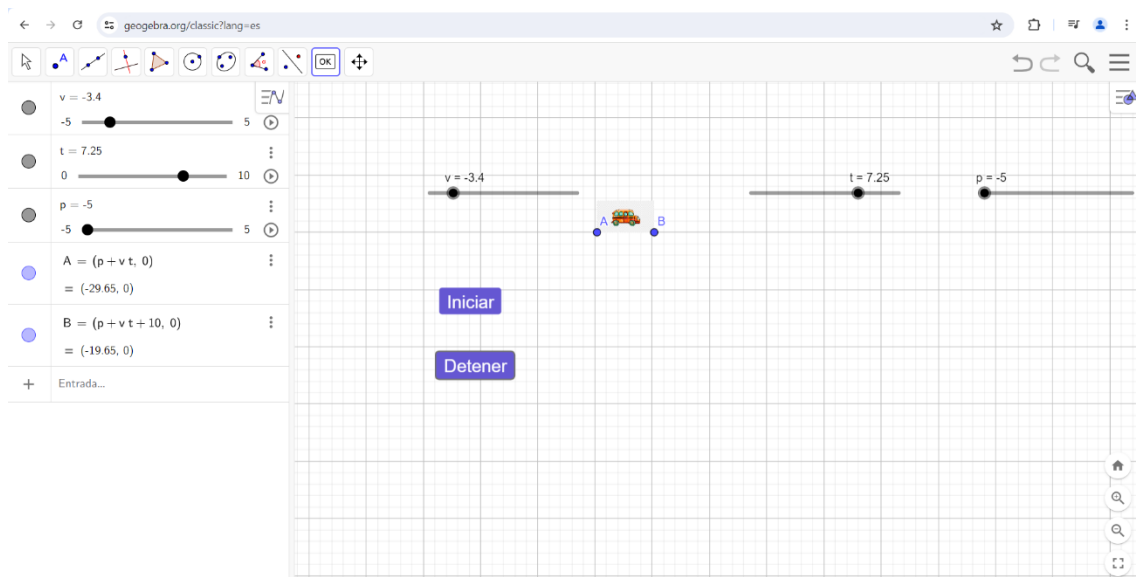 geogebra.org/classic?lang=es
A
OK
v = -3.4
-5 5
t = 7.25
0 10
p = -5
-5 5
A = (p + v t, 0)
= (-29.65, 0)
B = (p + v t + 10, 0)
= (-19.65, 0)
+ Entrada...
v = -3.4
t = 7.25
p = -5
A B
Iniciar
Detener